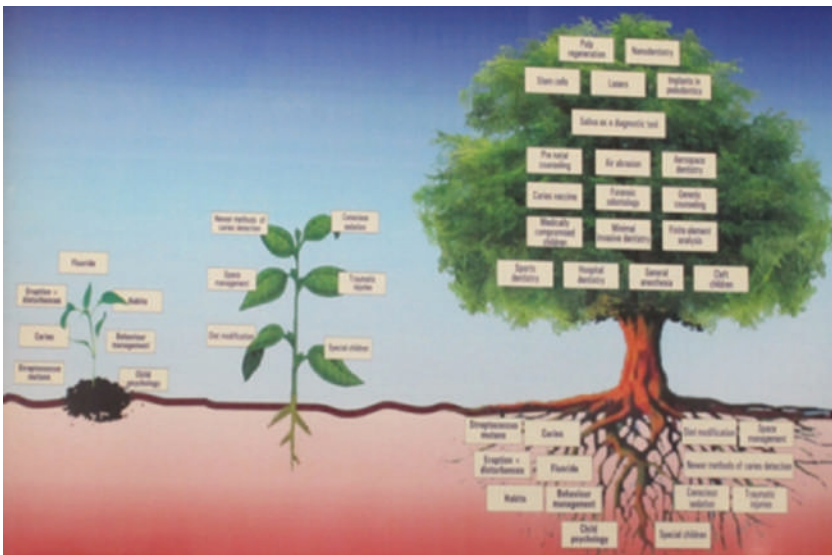 Fluoride
Eruption +
disturbances
Habits
Caries
Behaviour
management
Streptococcus
mutans
Child
psychology
Newer methods of
caries detection
Conscious
sedation
Space
management
Traumatic
injuries
Diet modification
Special children
Pulp
regeneration
Nanodentistry
Stem cells
Lasers
Implants in
pedodontics
Saliva as a diagnostic tool
Pre natal
counseling
Air abrasion
Aerospace
dentistry
Caries vaccine
Forensic
odontology
Genetic
counseling
Medically
compromised
children
Minimal
invasive dentistry
Finite element
analysis
Sports
dentistry
Hospital
dentistry
General
anesthesia
Cleft
children
Streptococcus
mutans
Caries
Diet modification
Space
management
Eruption +
disturbances
Fluoride
Newer methods of caries detection
Habits
Behaviour
management
Conscious
sedation
Traumatic
injuries
Child
psychology
Special children